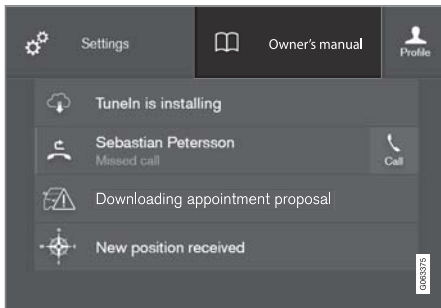 Settings
Owner's manual
Profile
TuneIn is installing
Sebastian Petersson
Missed call
Call
Downloading appointment proposal
New position received
G063375